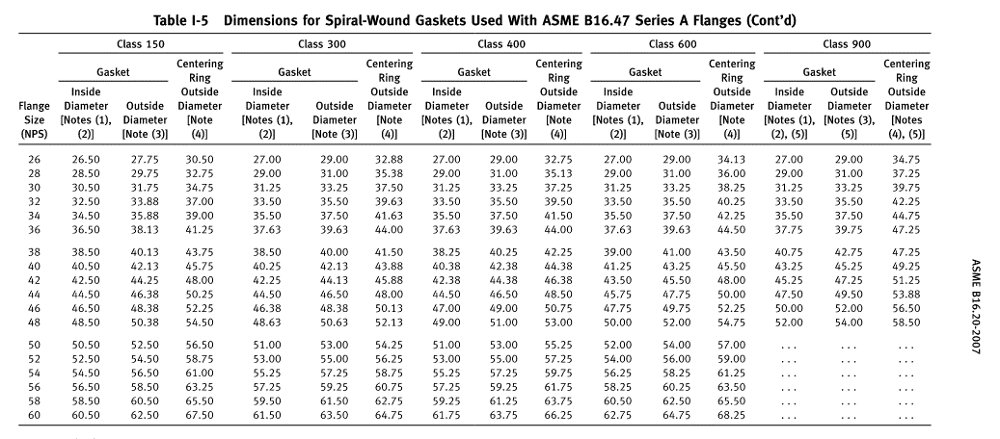 Table I-5 Dimensions for Spiral-Wound Gaskets Used With ASME B16.47 Series A Flanges (Cont'd)
Class 150 Class 300 Class 400 Class 600 Class 900
Gasket Centering Ring Outside Diameter [Note (4)] Gasket Centering Ring Outside Diameter [Note (4)] Gasket Centering Ring Outside Diameter [Note (4)] Gasket Centering Ring Outside Diameter [Note (4)] Gasket Centering Ring Outside Diameter [Notes (4), (5)]
Flange Size (NPS) Inside Diameter [Notes (1), (2)] Outside Diameter [Note (3)] Inside Diameter [Notes (1), (2)] Outside Diameter [Note (3)] Inside Diameter [Notes (1), (2)] Outside Diameter [Note (3)] Inside Diameter [Notes (1), (2)] Outside Diameter [Note (3)] Inside Diameter [Notes (1), (2), (5)] Outside Diameter [Notes (3), (5)]
26 26.50 27.75 30.50 27.00 29.00 32.88 27.00 29.00 32.75 27.00 29.00 34.13 27.00 29.00 34.75
28 28.50 29.75 32.75 29.00 31.00 35.38 29.00 31.00 35.13 29.00 31.00 36.00 29.00 31.00 37.25
30 30.50 31.75 34.75 31.25 33.25 37.50 31.25 33.25 37.25 31.25 33.25 38.25 31.25 33.25 39.75
32 32.50 33.88 37.00 33.50 35.50 39.63 33.50 35.50 39.50 33.50 35.50 40.25 33.50 35.50 42.25
34 34.50 35.88 39.00 35.50 37.50 41.63 35.50 37.50 41.50 35.50 37.50 42.25 35.50 37.50 44.75
36 36.50 38.13 41.25 37.63 39.63 44.00 37.63 39.63 44.00 37.63 39.63 44.50 37.75 39.75 47.25
38 38.50 40.13 43.75 38.50 40.00 41.50 38.25 40.25 42.25 39.00 41.00 43.50 40.75 42.75 47.25
40 40.50 42.13 45.75 40.25 42.13 43.88 40.38 42.38 44.38 41.25 43.25 45.50 43.25 45.25 49.25
42 42.50 44.25 48.00 42.25 44.13 45.88 42.38 44.38 46.38 43.50 45.50 48.00 45.25 47.25 51.25
44 44.50 46.38 50.25 44.50 46.50 48.00 44.50 46.50 48.50 45.75 47.75 50.00 47.50 49.50 53.88
46 46.50 48.38 52.25 46.38 48.38 50.13 47.00 49.00 50.75 47.75 49.75 52.25 50.00 52.00 56.50
48 48.50 50.38 54.50 48.63 50.63 52.13 49.00 51.00 53.00 50.00 52.00 54.75 52.00 54.00 58.50
50 50.50 52.50 56.50 51.00 53.00 54.25 51.00 53.00 55.25 52.00 54.00 57.00 ... ... ...
52 52.50 54.50 58.75 53.00 55.00 56.25 53.00 55.00 57.25 54.00 56.00 59.00 ... ... ...
54 54.50 56.50 61.00 55.25 57.25 58.75 55.25 57.25 59.75 56.25 58.25 61.25 ... ... ...
56 56.50 58.50 63.25 57.25 59.25 60.75 57.25 59.25 61.75 58.25 60.25 63.50 ... ... ...
58 58.50 60.50 65.50 59.50 61.50 62.75 59.25 61.25 63.75 60.50 62.50 65.50 ... ... ...
60 60.50 62.50 67.50 61.50 63.50 64.75 61.75 63.75 66.25 62.75 64.75 68.25 ... ... ...
ASME B16.20-2007